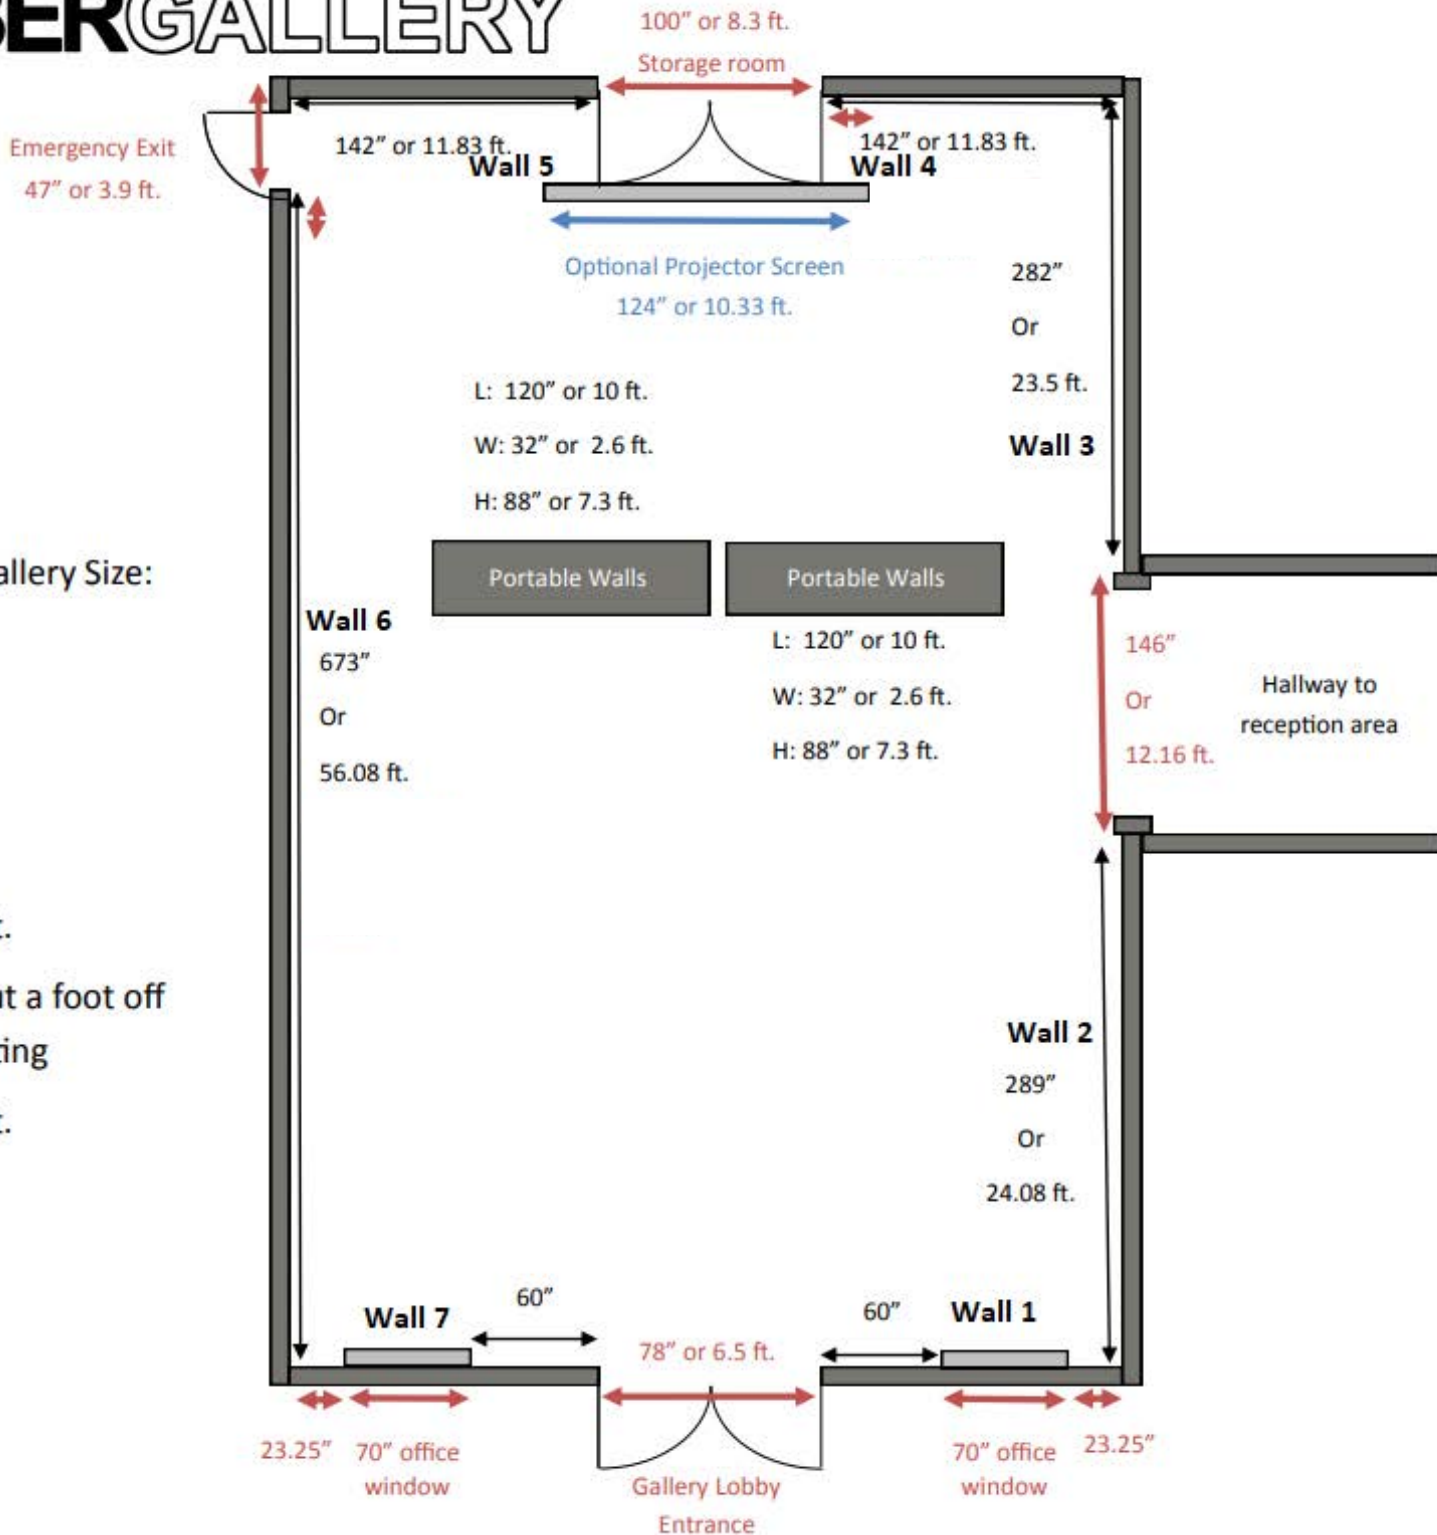 BERGALLERY
100” or 8.3 ft.
Storage room
Emergency Exit
47” or 3.9 ft.
142” or 11.83 ft.
Wall 5
142” or 11.83 ft.
Wall 4
Optional Projector Screen
124” or 10.33 ft.
282”
Or
23.5 ft.
Wall 3
L: 120” or 10 ft.
W: 32” or 2.6 ft.
H: 88” or 7.3 ft.
allery Size:
Portable Walls
Portable Walls
L: 120” or 10 ft.
W: 32” or 2.6 ft.
H: 88” or 7.3 ft.
Wall 6
673”
Or
56.08 ft.
146”
Or
12.16 ft.
Hallway to
reception area
t.
t a foot off
ting
t.
Wall 2
289”
Or
24.08 ft.
Wall 7
60”
60”
Wall 1
78” or 6.5 ft.
23.25”
70” office
window
Gallery Lobby
Entrance
70” office
window
23.25”